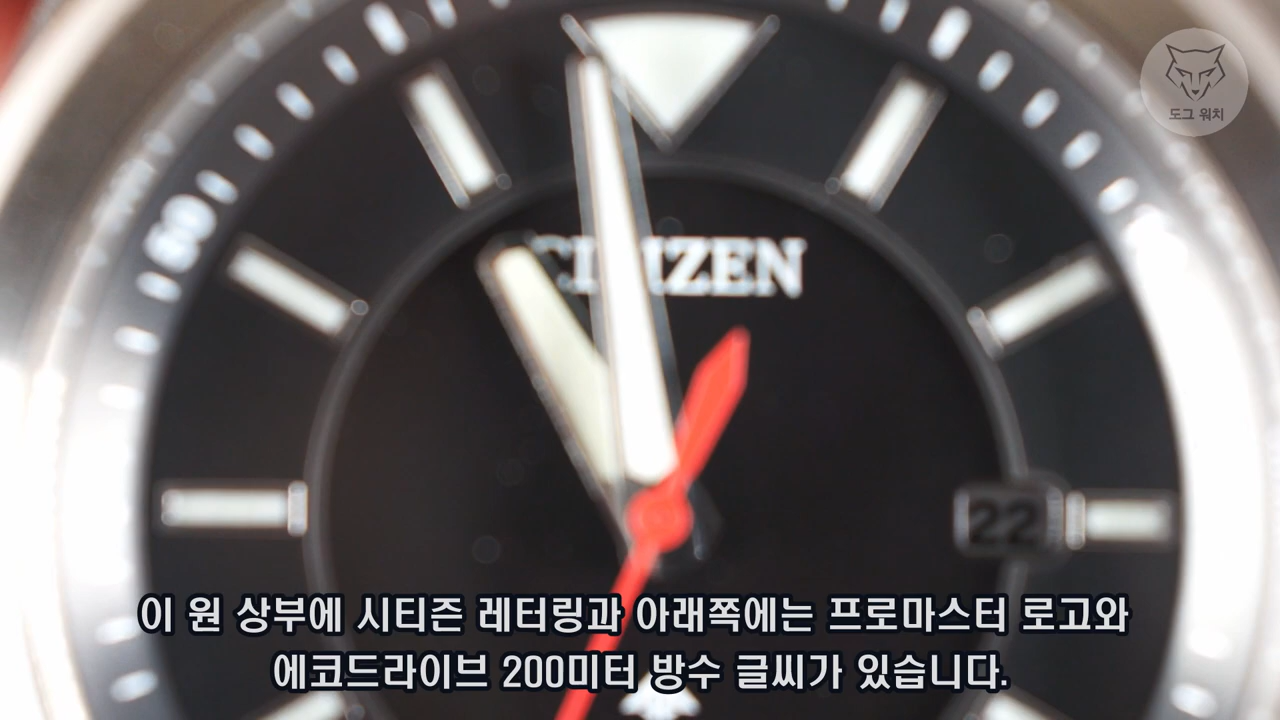 도그 워치
50
CITIZEN
22
이 원 상부에 시티즌 레터링과 아래쪽에는 프로마스터 로고와
에코드라이브 200미터 방수 글씨가 있습니다.